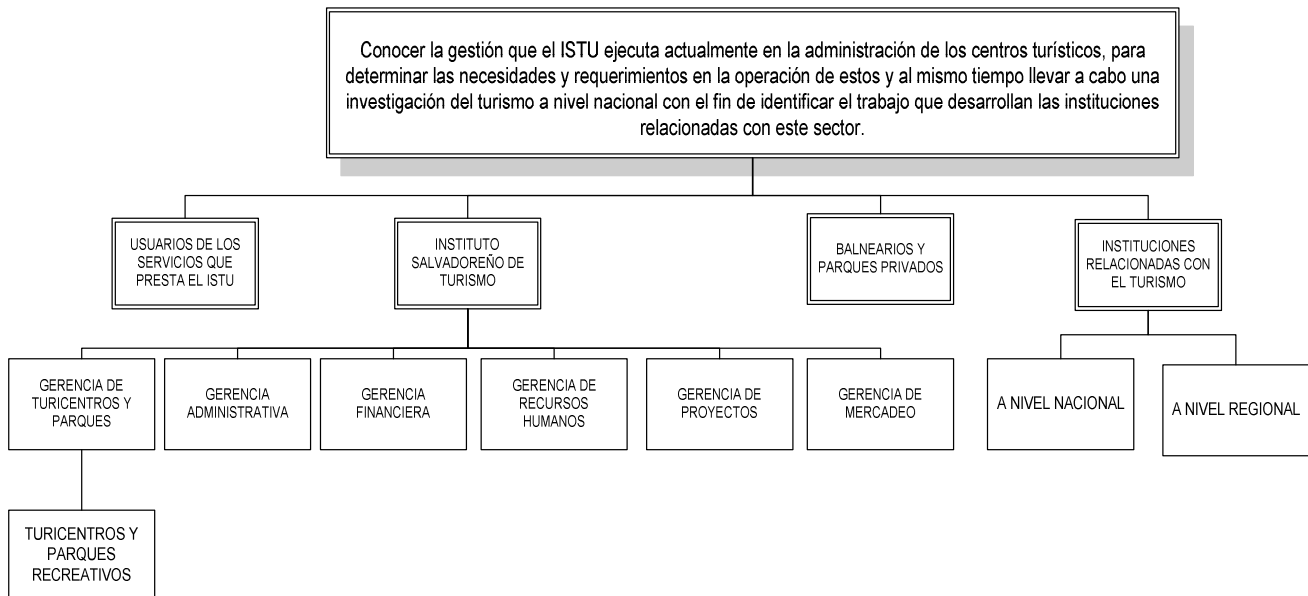 Conocer la gestión que el ISTU ejecuta actualmente en la administración de los centros turísticos, para
determinar las necesidades y requerimientos en la operación de estos y al mismo tiempo llevar a cabo una
investigación del turismo a nivel nacional con el fin de identificar el trabajo que desarrollan las instituciones
relacionadas con este sector.
USUARIOS DE LOS
SERVICIOS QUE
PRESTA EL ISTU
INSTITUTO
SALVADOREÑO DE
TURISMO
BALNEARIOS Y
PARQUES PRIVADOS
INSTITUCIONES
RELACIONADAS CON
EL TURISMO
GERENCIA DE
TURICENTROS Y
PARQUES
GERENCIA
ADMINISTRATIVA
GERENCIA
FINANCIERA
GERENCIA DE
RECURSOS
HUMANOS
GERENCIA DE
PROYECTOS
GERENCIA DE
MERCADEO
A NIVEL NACIONAL
A NIVEL REGIONAL
TURICENTROS Y
PARQUES
RECREATIVOS